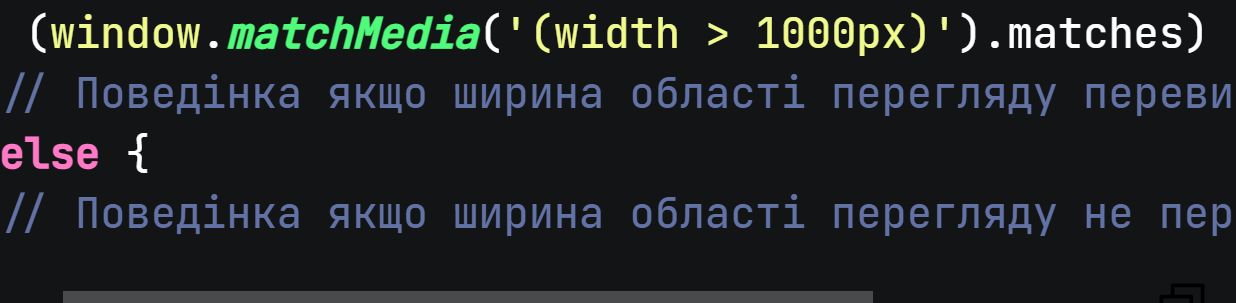 (window.matchMedia('(width > 1000px)').matches)
// Поведінка якщо ширина області перегляду переви
else {
// Поведінка якщо ширина області перегляду не пер